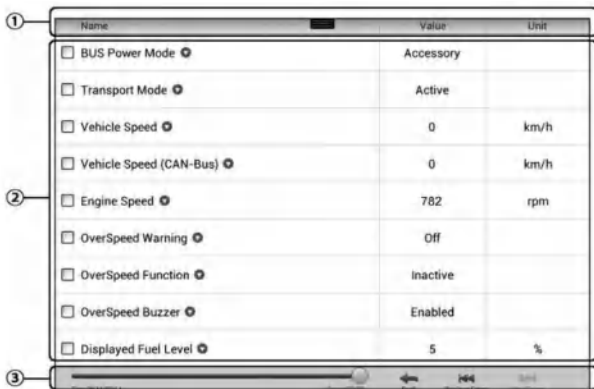 ①
Name Value Unit
②
BUS Power Mode Accessory
Transport Mode Active
Vehicle Speed 0 km/h
Vehicle Speed (CAN-Bus) 0 km/h
Engine Speed 782 rpm
OverSpeed Warning Off
OverSpeed Function Inactive
OverSpeed Buzzer Enabled
Displayed Fuel Level 5 %
③